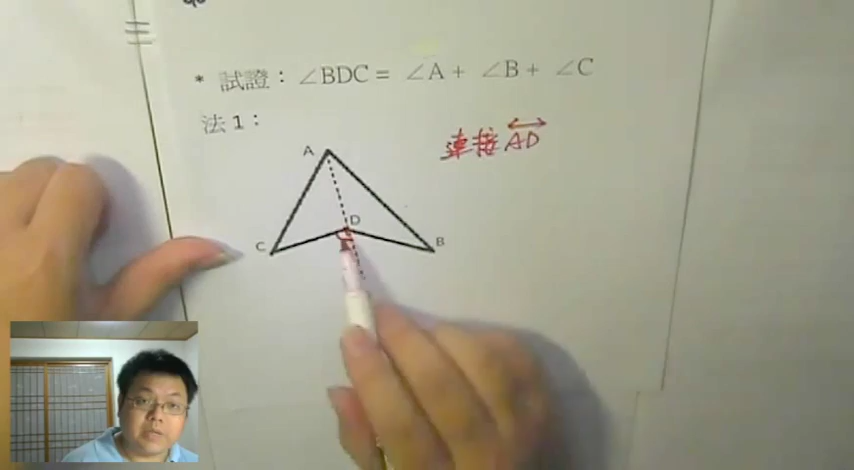 * 試證：∠BDC = ∠A + ∠B + ∠C
法 1：
連接 AD
A
D
C
B